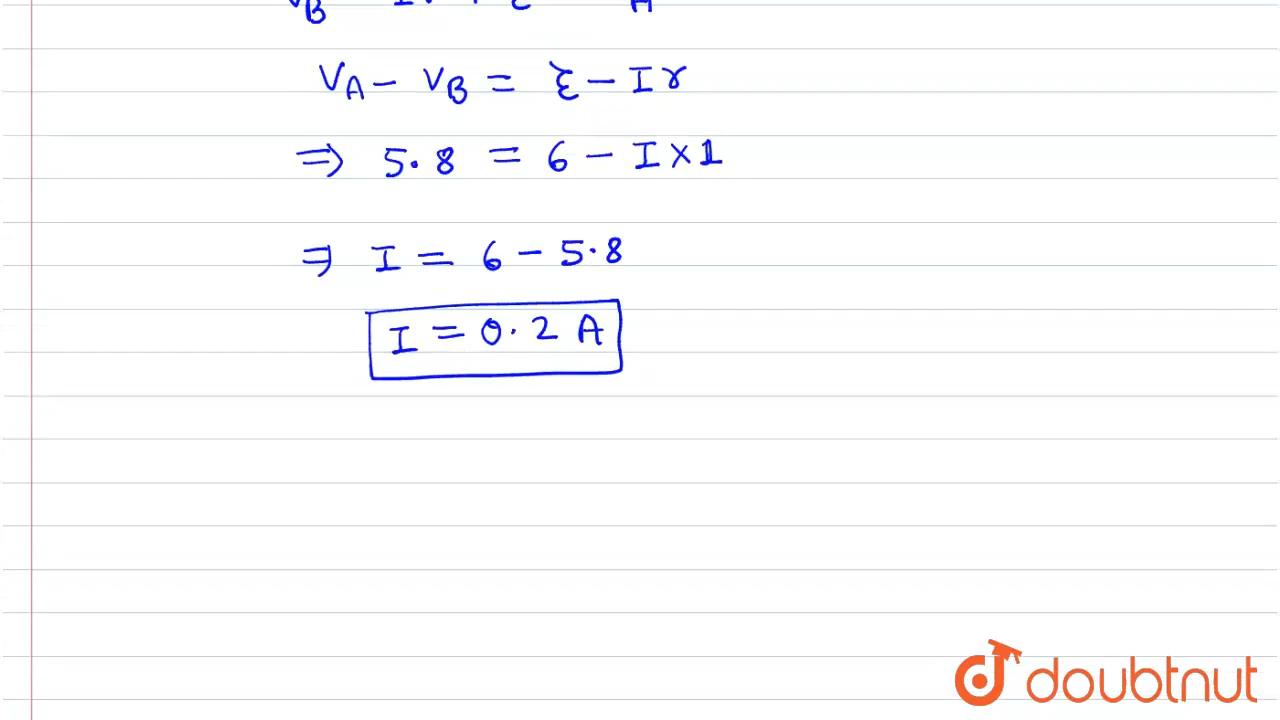 V_A - V_B = ξ - Ir
⇒ 5.8 = 6 - I × 1
⇒ I = 6 - 5.8
I = 0.2 A
doubtnut